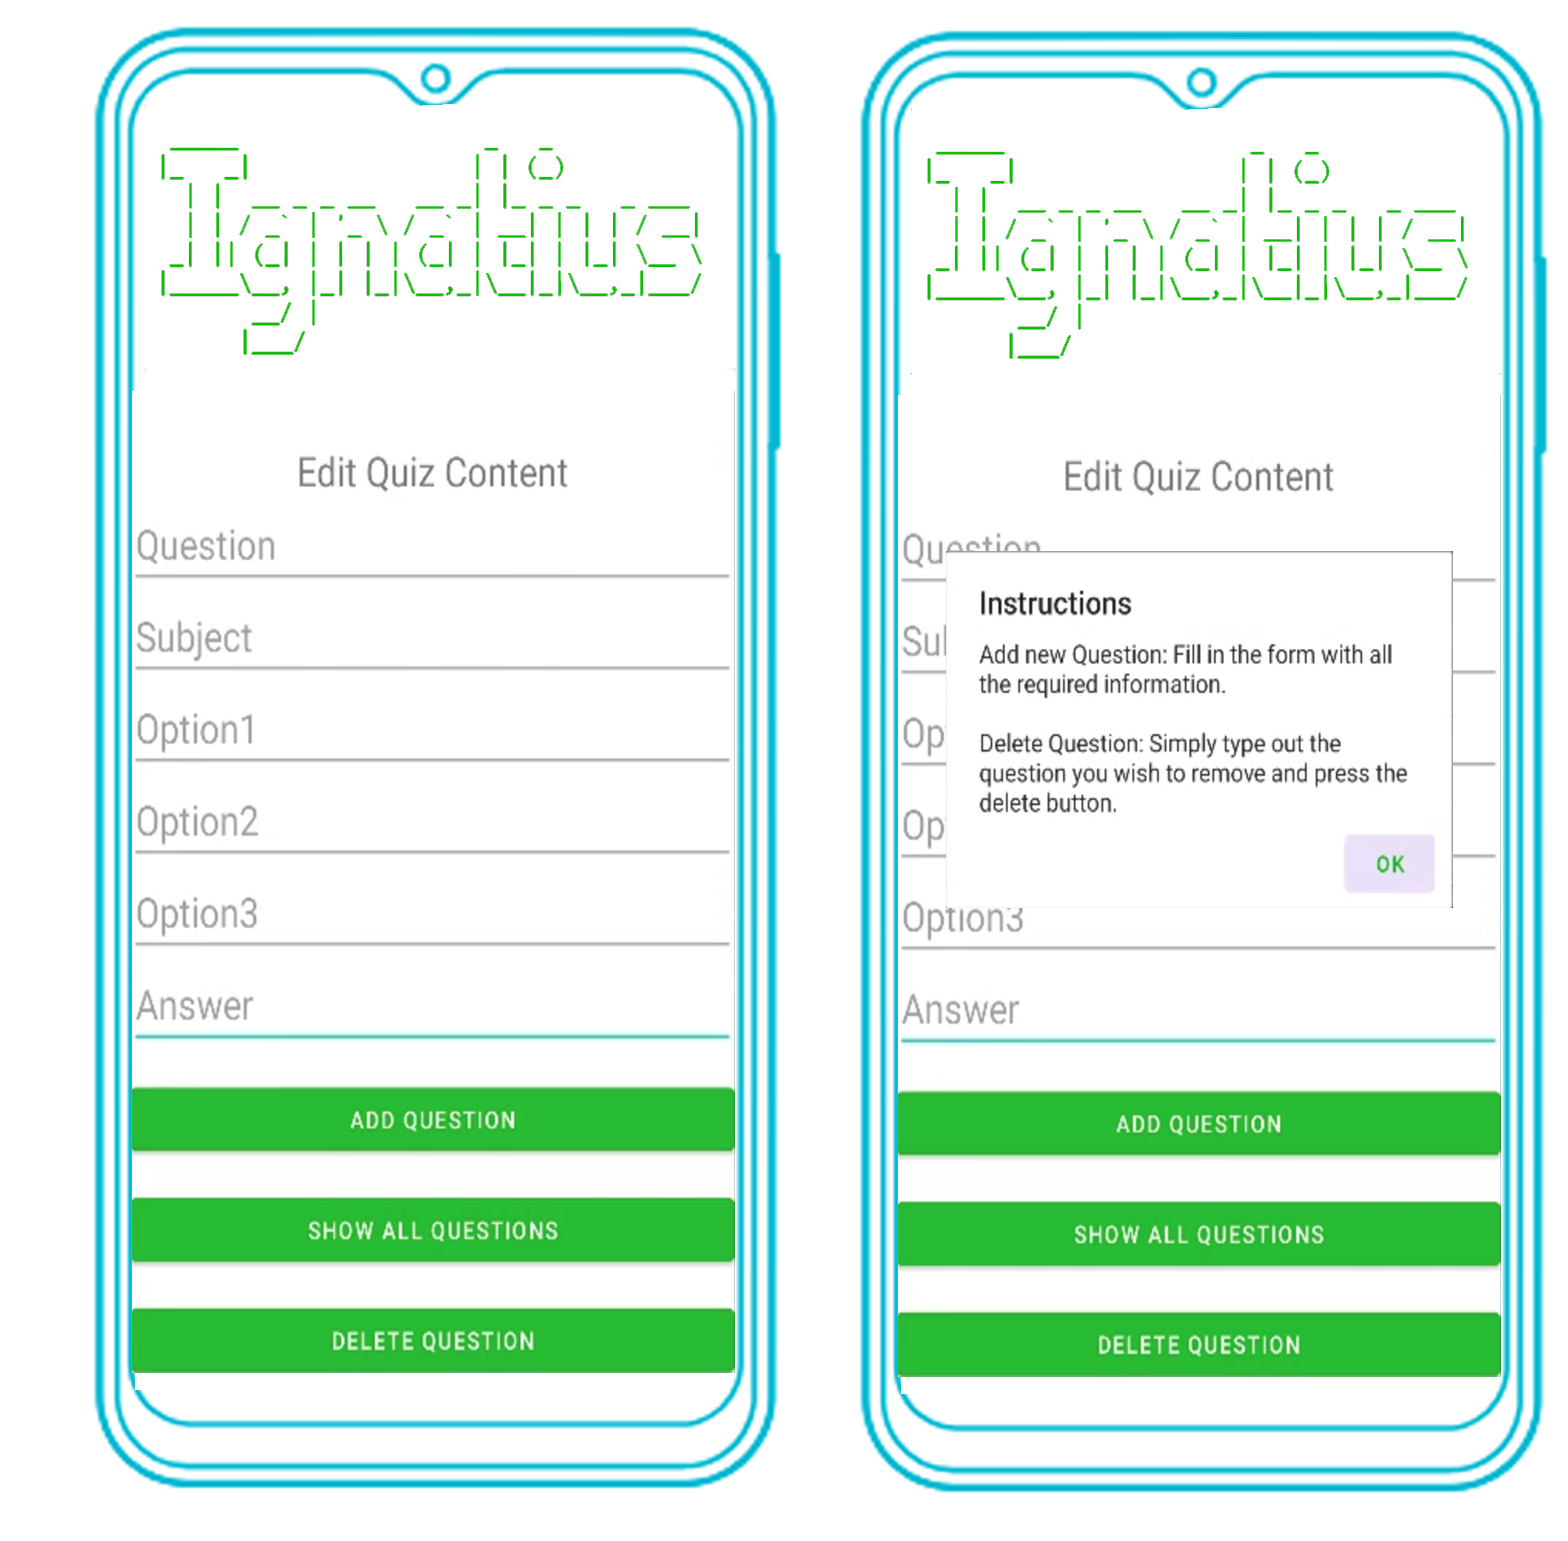 Ignatius
Edit Quiz Content
Question
Subject
Option1
Option2
Option3
Answer
ADD QUESTION
SHOW ALL QUESTIONS
DELETE QUESTION
Ignatius
Edit Quiz Content
Question
Sul
Instructions
Add new Question: Fill in the form with all
the required information.
Delete Question: Simply type out the
question you wish to remove and press the
delete button.
OK
Op
Op
Option3
Answer
ADD QUESTION
SHOW ALL QUESTIONS
DELETE QUESTION